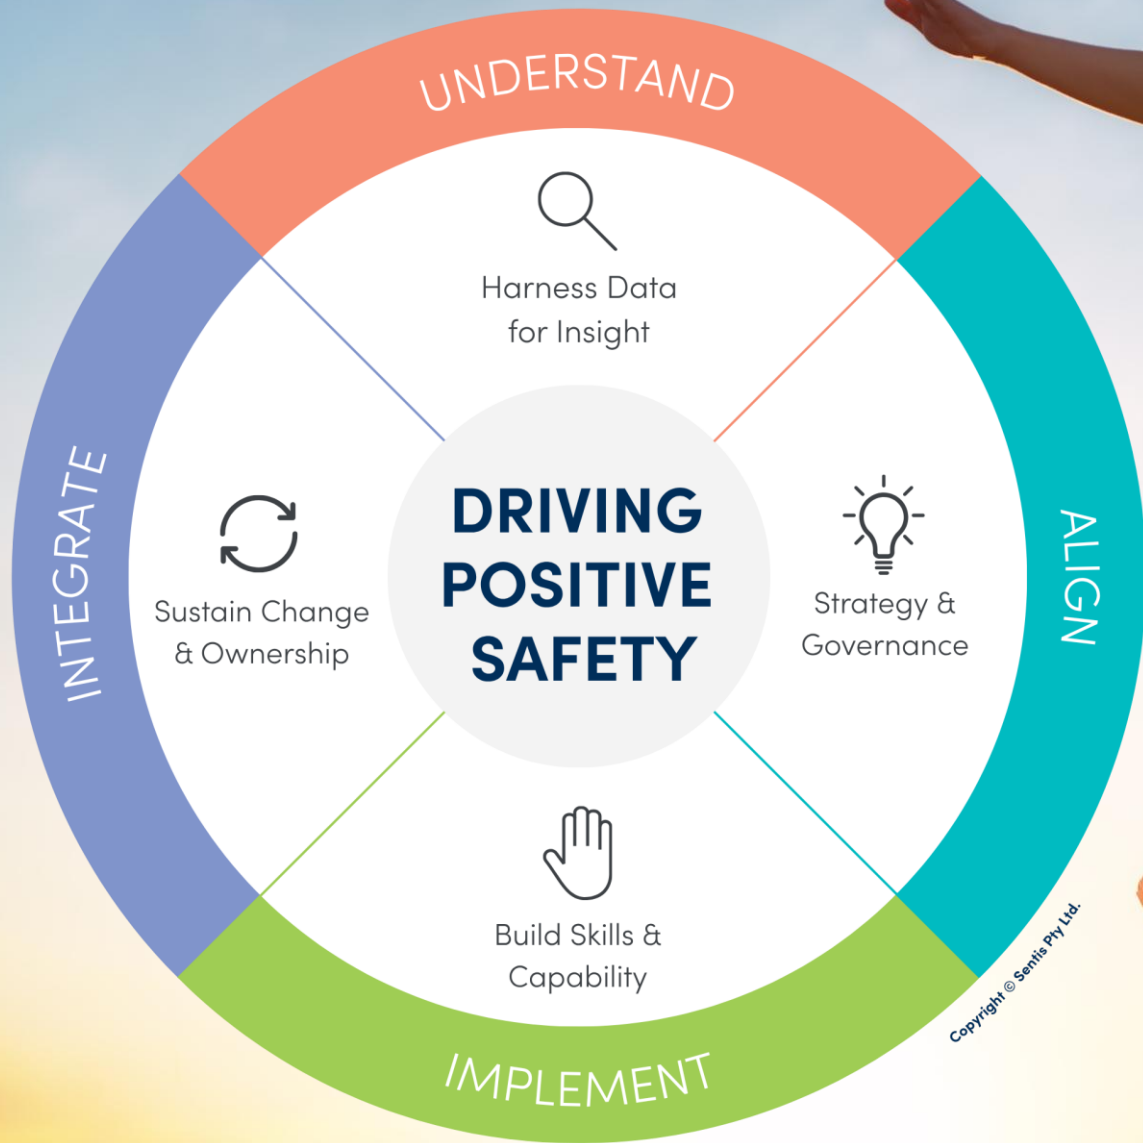 UNDERSTAND
Harness Data
for Insight
INTEGRATE
Sustain Change
& Ownership
DRIVING
POSITIVE
SAFETY
Strategy &
Governance
ALIGN
Build Skills &
Capability
IMPLEMENT
Copyright © Sentis Pty Ltd.